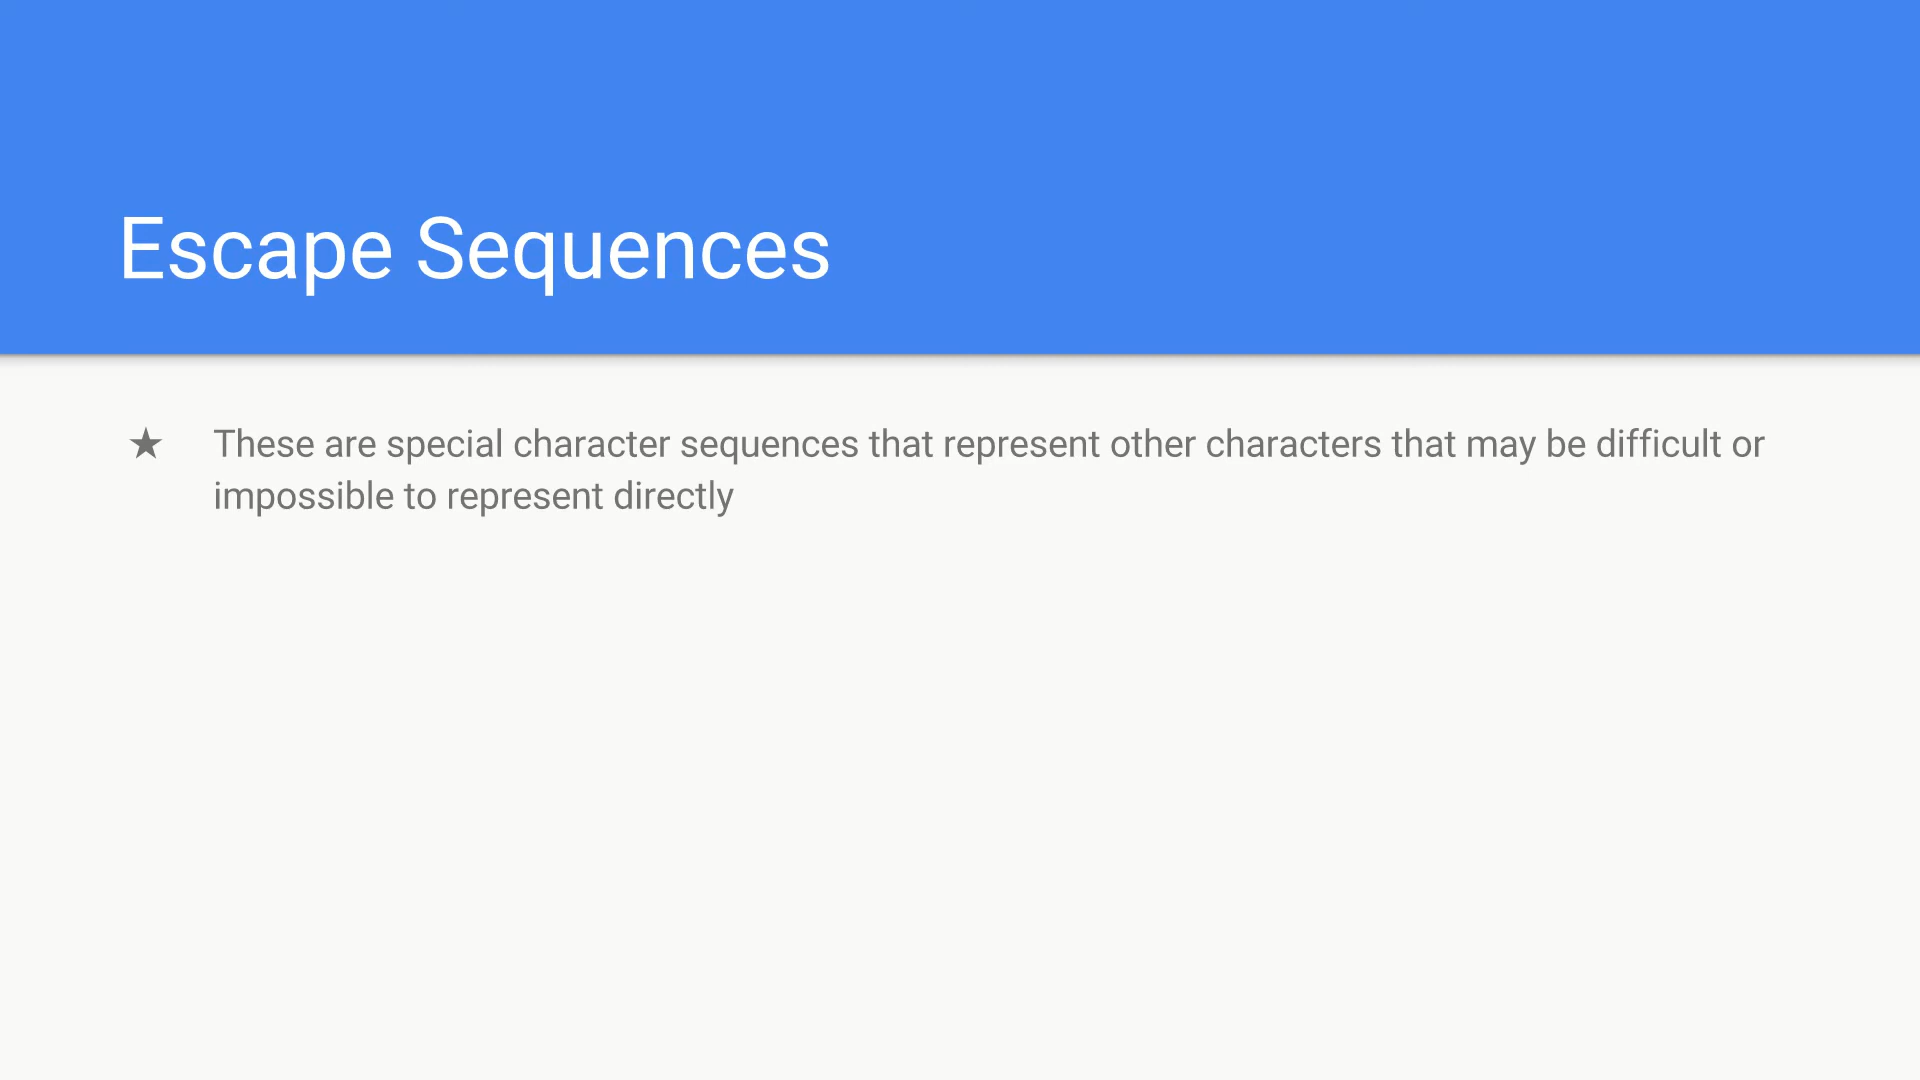 Escape Sequences
★ These are special character sequences that represent other characters that may be difficult or
impossible to represent directly